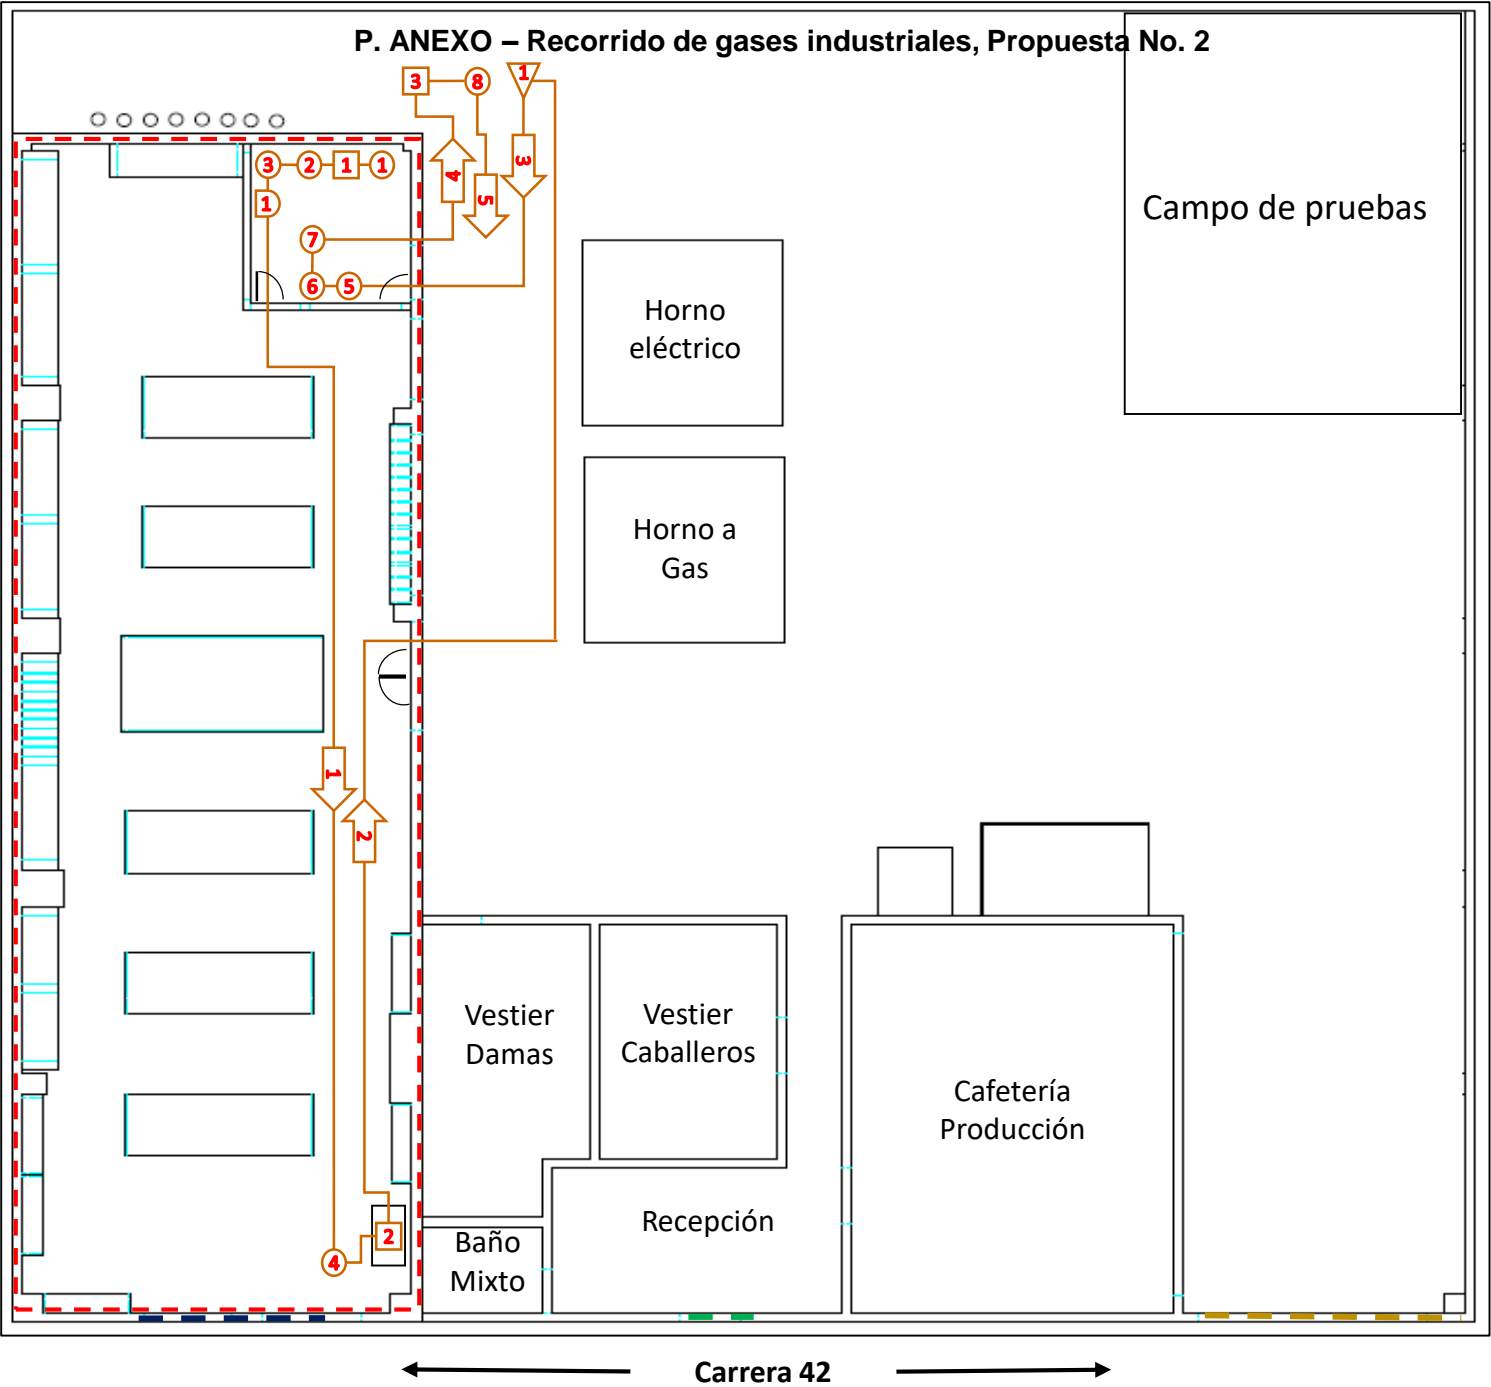 P. ANEXO – Recorrido de gases industriales, Propuesta No. 2
3
8
1
3
2
1
1
3
4
5
1
7
6
5
Campo de pruebas
Horno
eléctrico
Horno a
Gas
1
2
Vestier
Damas
Vestier
Caballeros
Cafetería
Producción
Recepción
2
4
Baño
Mixto
Carrera 42